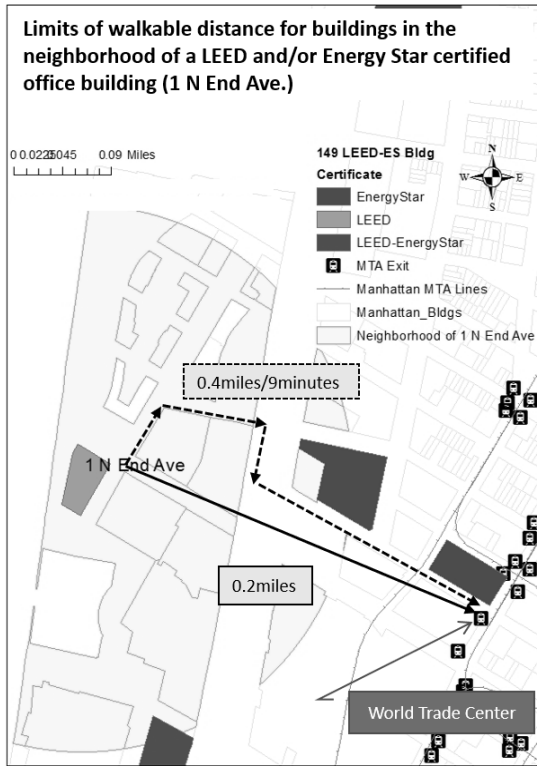 Limits of walkable distance for buildings in the
neighborhood of a LEED and/or Energy Star certified
office building (1 N End Ave.)
0 0.0225 0.045 0.09 Miles
149 LEED-ES Bldg
Certificate
EnergyStar
LEED
LEED-EnergyStar
MTA Exit
Manhattan MTA Lines
Manhattan_Bldgs
Neighborhood of 1 N End Ave
N
W
E
S
0.4miles/9minutes
1 N End Ave
0.2miles
World Trade Center